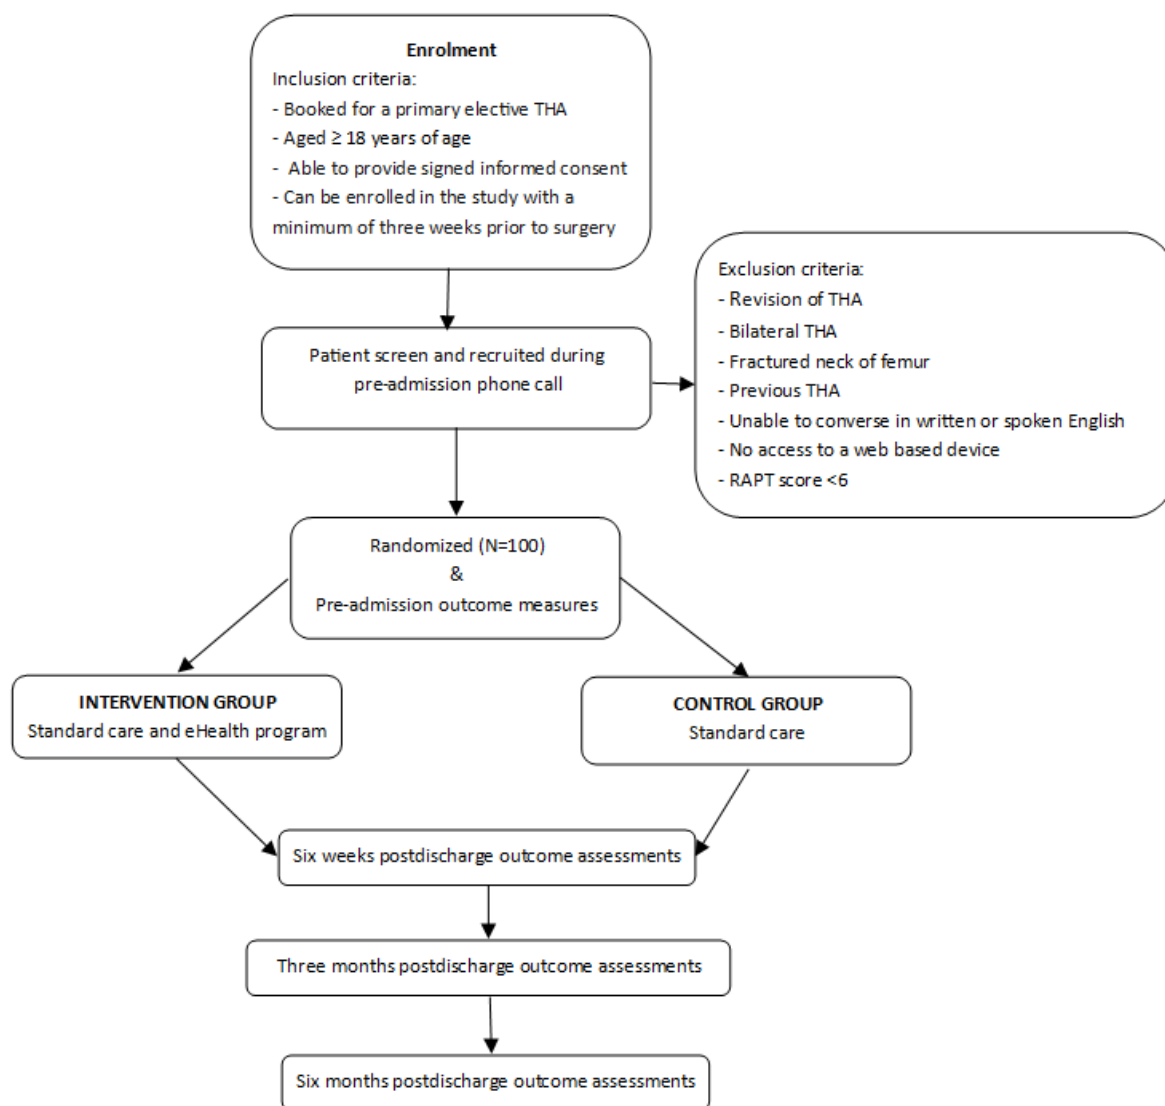 Enrolment
Inclusion criteria:
- Booked for a primary elective THA
- Aged ≥ 18 years of age
- Able to provide signed informed consent
- Can be enrolled in the study with a
minimum of three weeks prior to surgery
Exclusion criteria:
- Revision of THA
- Bilateral THA
- Fractured neck of femur
- Previous THA
- Unable to converse in written or spoken English
- No access to a web based device
- RAPT score <6
Patient screen and recruited during
pre-admission phone call
Randomized (N=100)
&
Pre-admission outcome measures
INTERVENTION GROUP
Standard care and eHealth program
CONTROL GROUP
Standard care
Six weeks postdischarge outcome assessments
Three months postdischarge outcome assessments
Six months postdischarge outcome assessments